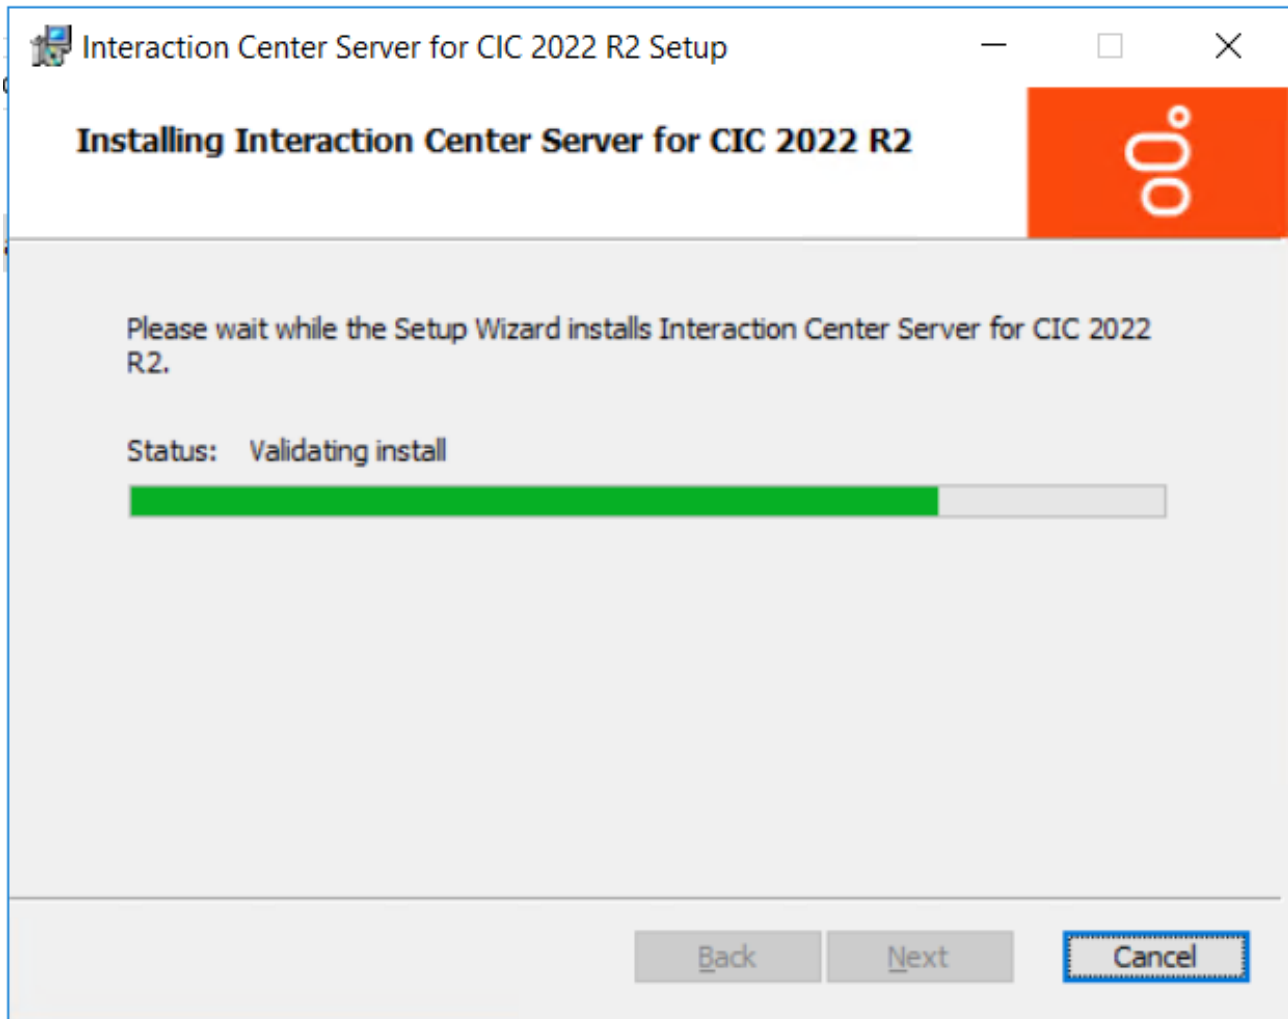 Interaction Center Server for CIC 2022 R2 Setup
Installing Interaction Center Server for CIC 2022 R2
Please wait while the Setup Wizard installs Interaction Center Server for CIC 2022
R2.
Status: Validating install
Back Next Cancel